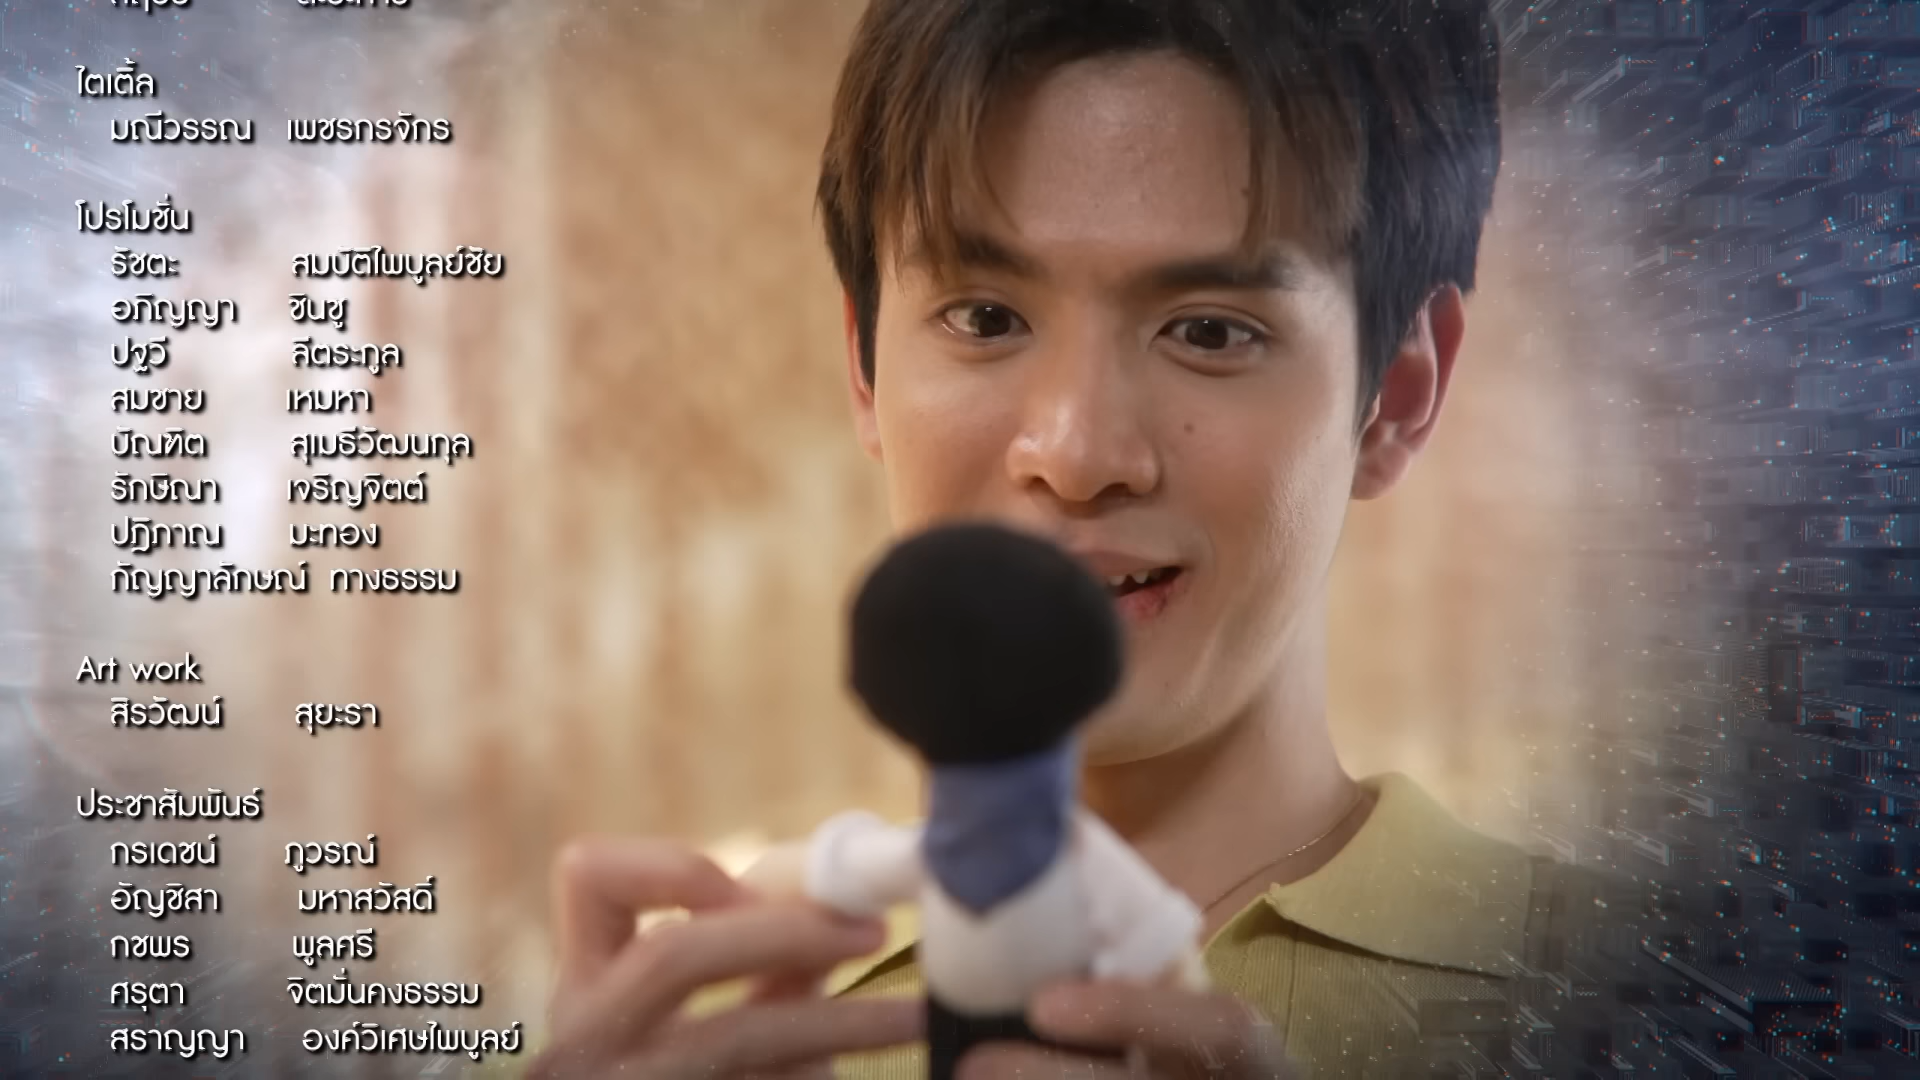 ไตเติ้ล
มณีวรรณ เพชรกรจักร
โปรโมชั่น
รัชตะ สมบัติไพบูลย์ชัย
อภิญญา ชินชู
ปฐวี ลีตระกูล
สมชาย เหมหา
บัณฑิต สุเมธีวัฒนกุล
รักษิณา เจริญจิตต์
ปฏิภาณ มะทอง
กัญญาลักษณ์ ทางธรรม
Art work
สิรวัฒน์ สุยะรา
ประชาสัมพันธ์
กรเดชน์ ภูวรณ์
อัญชิสา มหาสวัสดิ์
กชพร พูลศรี
ศรุตา จิตมั่นคงธรรม
สราญญา องค์วิเศษไพบูลย์